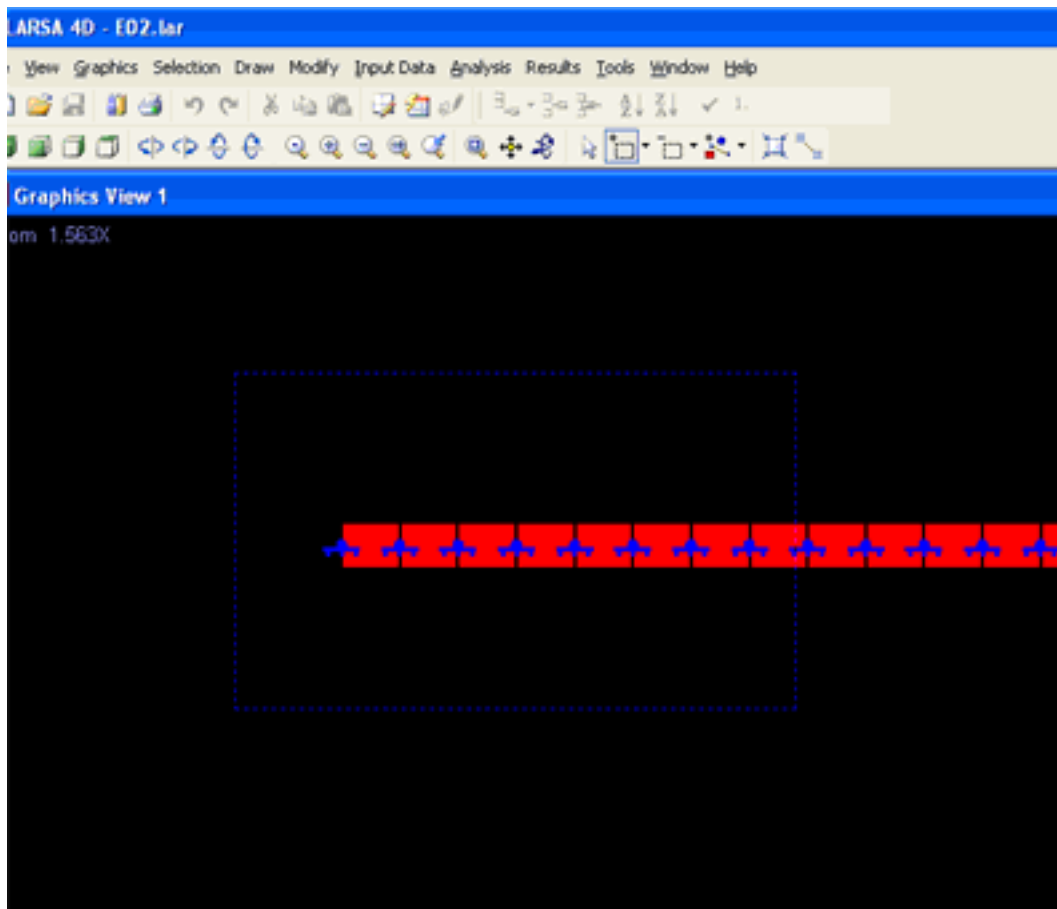 LARSA 4D - ED2.lar
View Graphics Selection Draw Modify Input Data Analysis Results Tools Window Help
Graphics View 1
om 1.563X